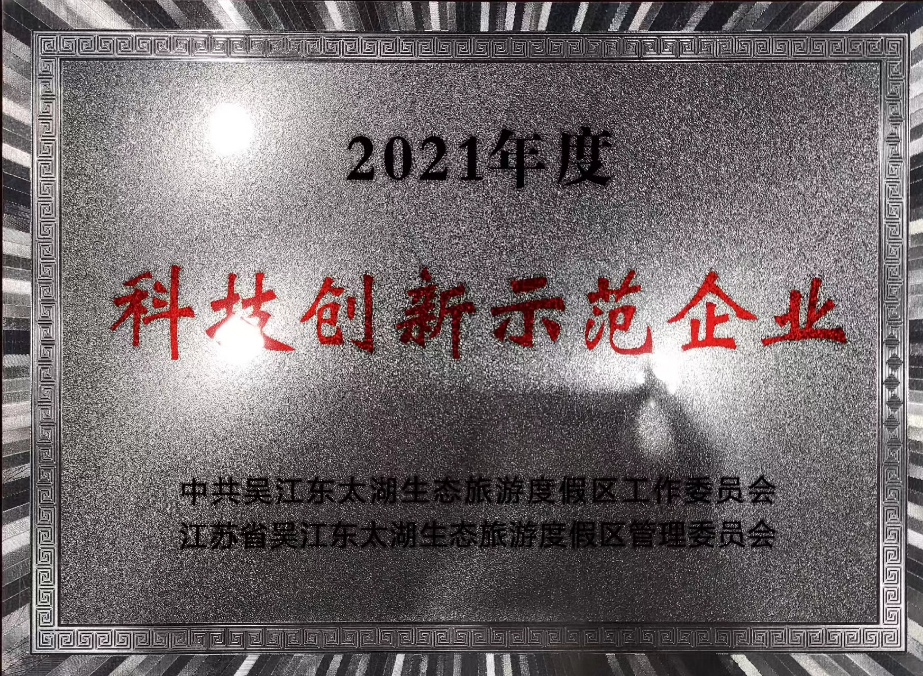 2021年度
科技创新示范企业
中共吴江东太湖生态旅游度假区工作委员会
江苏省吴江东太湖生态旅游度假区管理委员会